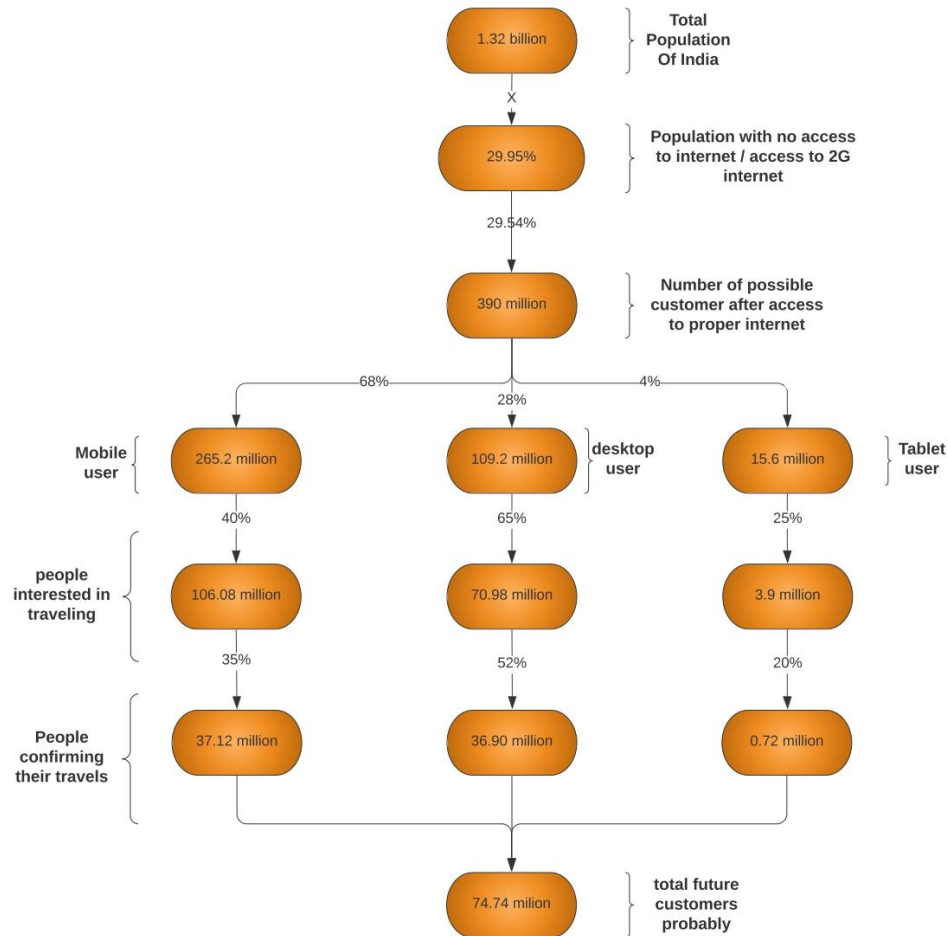 1.32 billion
Total
Population
Of India
X
29.95%
Population with no access
to internet / access to 2G
internet
29.54%
390 million
Number of possible
customer after access
to proper internet
68%
28%
4%
Mobile
user
265.2 million
109.2 million
desktop
user
15.6 million
Tablet
user
40%
65%
25%
people
interested in
traveling
106.08 million
70.98 million
3.9 million
35%
52%
20%
People
confirming
their travels
37.12 million
36.90 million
0.72 million
74.74 milion
total future
customers
probably